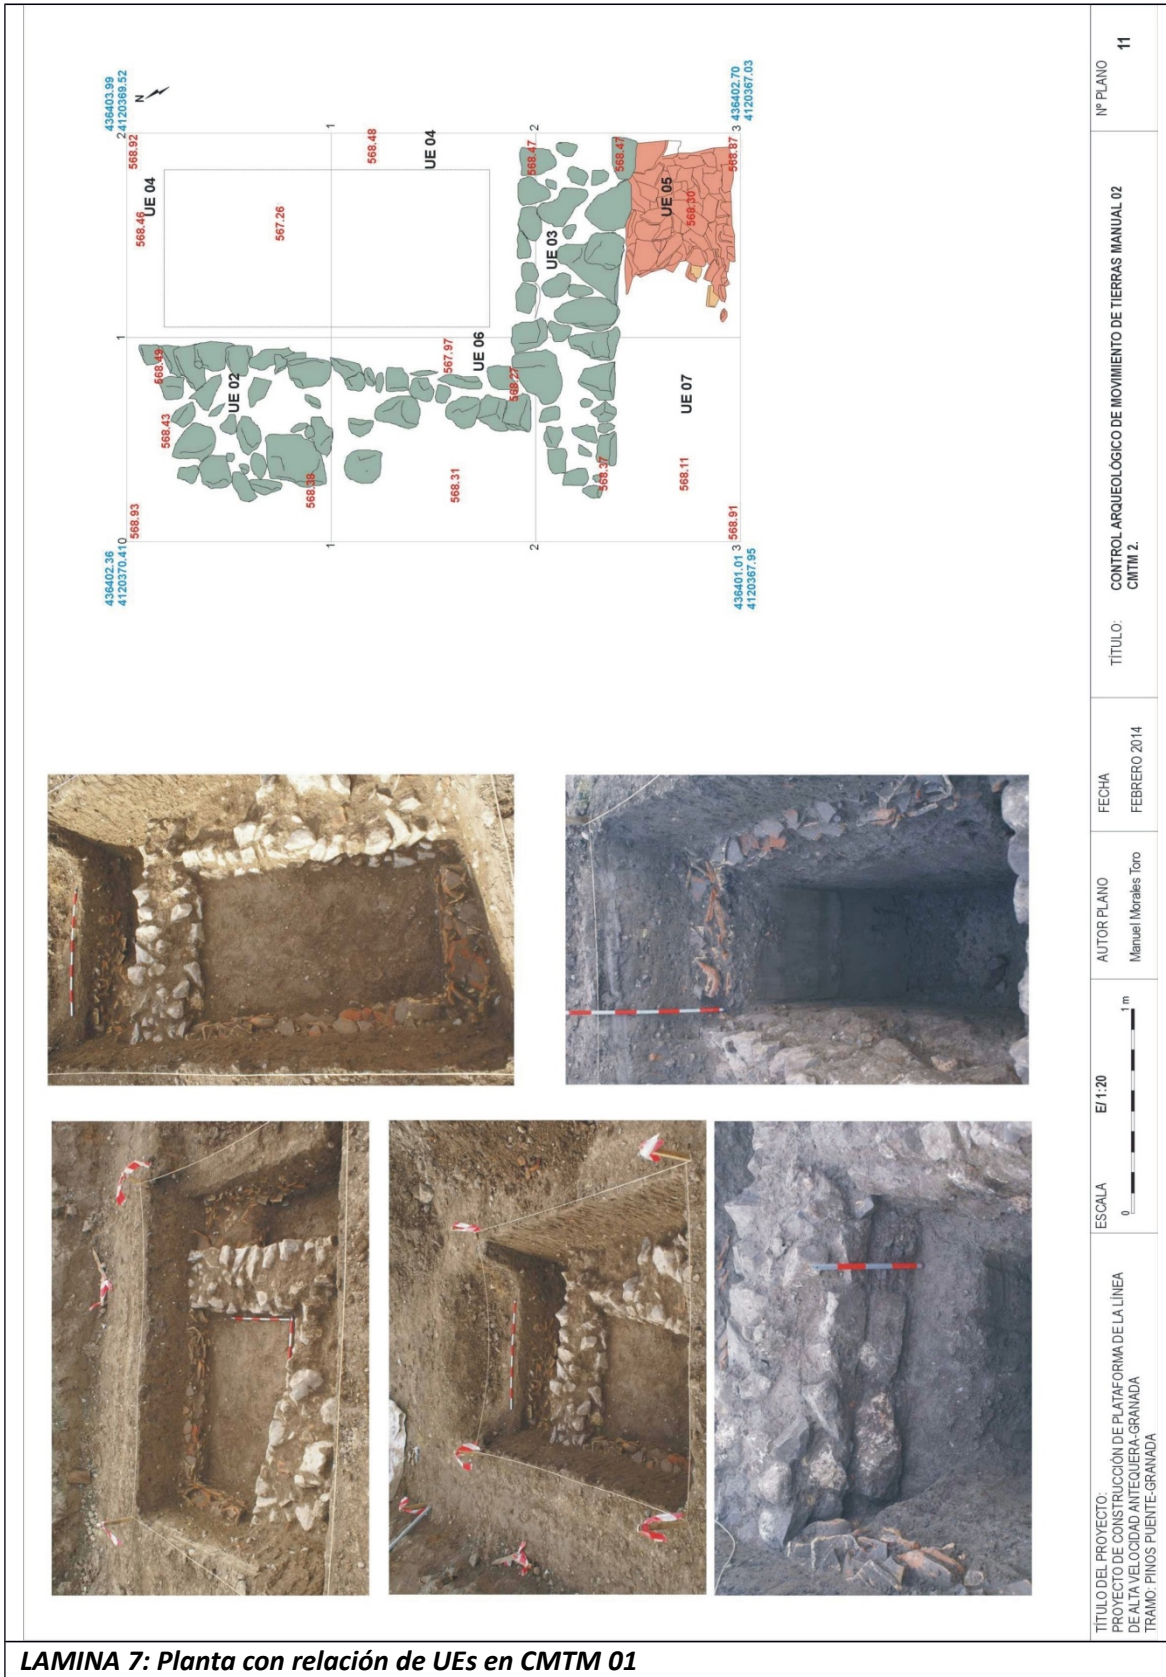 436402.36
4120370.41
0
568.93
1
2
436403.99
4120369.52
568.92
N
568.46
UE 04
568.49
568.43
UE 02
567.26
568.48
UE 04
568.38
1
1
568.31
567.97
UE 06
568.27
2
2
568.47
UE 03
568.37
568.47
UE 07
568.11
UE 05
568.30
568.91
3
436401.01
4120367.95
568.87
3
436402.70
4120367.03
TÍTULO DEL PROYECTO:
PROYECTO DE CONSTRUCCIÓN DE PLATAFORMA DE LA LÍNEA
DE ALTA VELOCIDAD ANTEQUERA-GRANADA
TRAMO: PINOS PUENTE-GRANADA
ESCALA E/ 1:20
0 1 m
AUTOR PLANO
Manuel Morales Toro
FECHA
FEBRERO 2014
TÍTULO: CONTROL ARQUEOLÓGICO DE MOVIMIENTO DE TIERRAS MANUAL 02
CMTM 2.
Nº PLANO
11
LAMINA 7: Planta con relación de UEs en CMTM 01